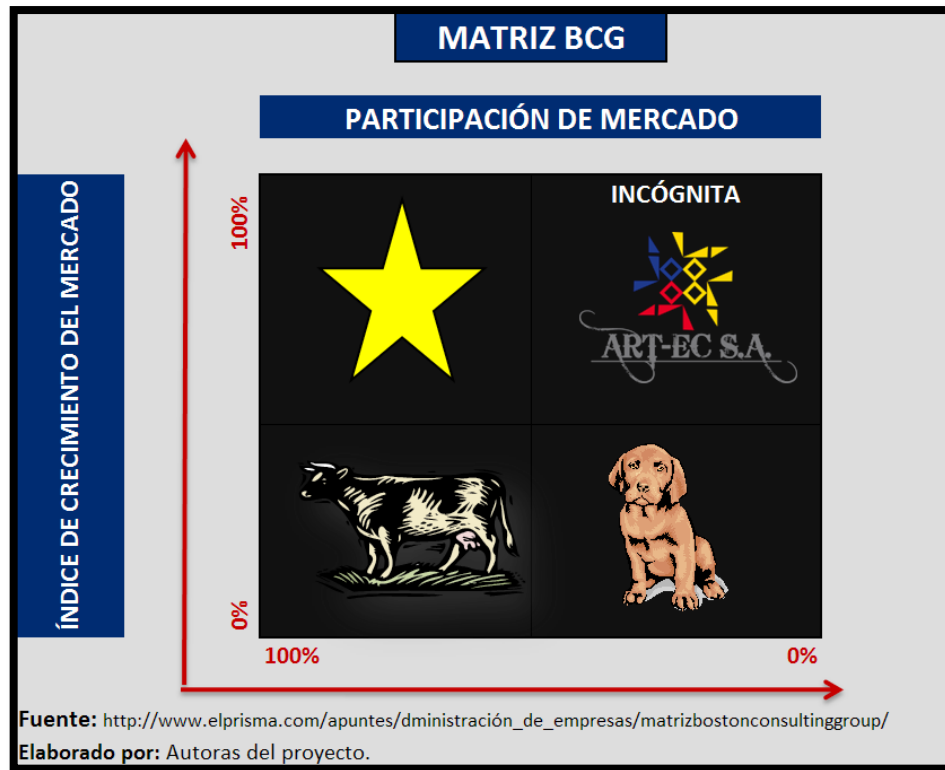 MATRIZ BCG
PARTICIPACIÓN DE MERCADO
ÍNDICE DE CRECIMIENTO DEL MERCADO
100%
INCÓGNITA
ART-EC S.A.
0%
100%
0%
Fuente: http://www.elprisma.com/apuntes/dministración_de_empresas/matrizbostonconsultinggroup/
Elaborado por: Autoras del proyecto.